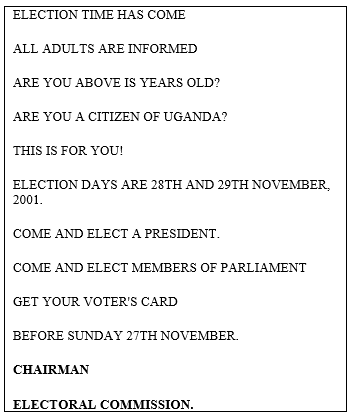 ELECTION TIME HAS COME
ALL ADULTS ARE INFORMED
ARE YOU ABOVE IS YEARS OLD?
ARE YOU A CITIZEN OF UGANDA?
THIS IS FOR YOU!
ELECTION DAYS ARE 28TH AND 29TH NOVEMBER,
2001.
COME AND ELECT A PRESIDENT.
COME AND ELECT MEMBERS OF PARLIAMENT
GET YOUR VOTER'S CARD
BEFORE SUNDAY 27TH NOVEMBER.
CHAIRMAN
ELECTORAL COMMISSION.